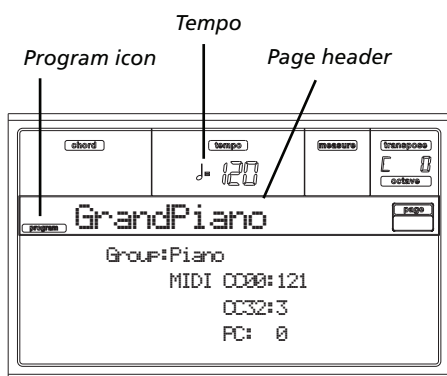 Tempo
Program icon Page header
chord tempo measure transpose
♩= 120 C 0
octave
program GrandPiano page
Group:Piano
MIDI CC00:121
CC32:3
PC: 0